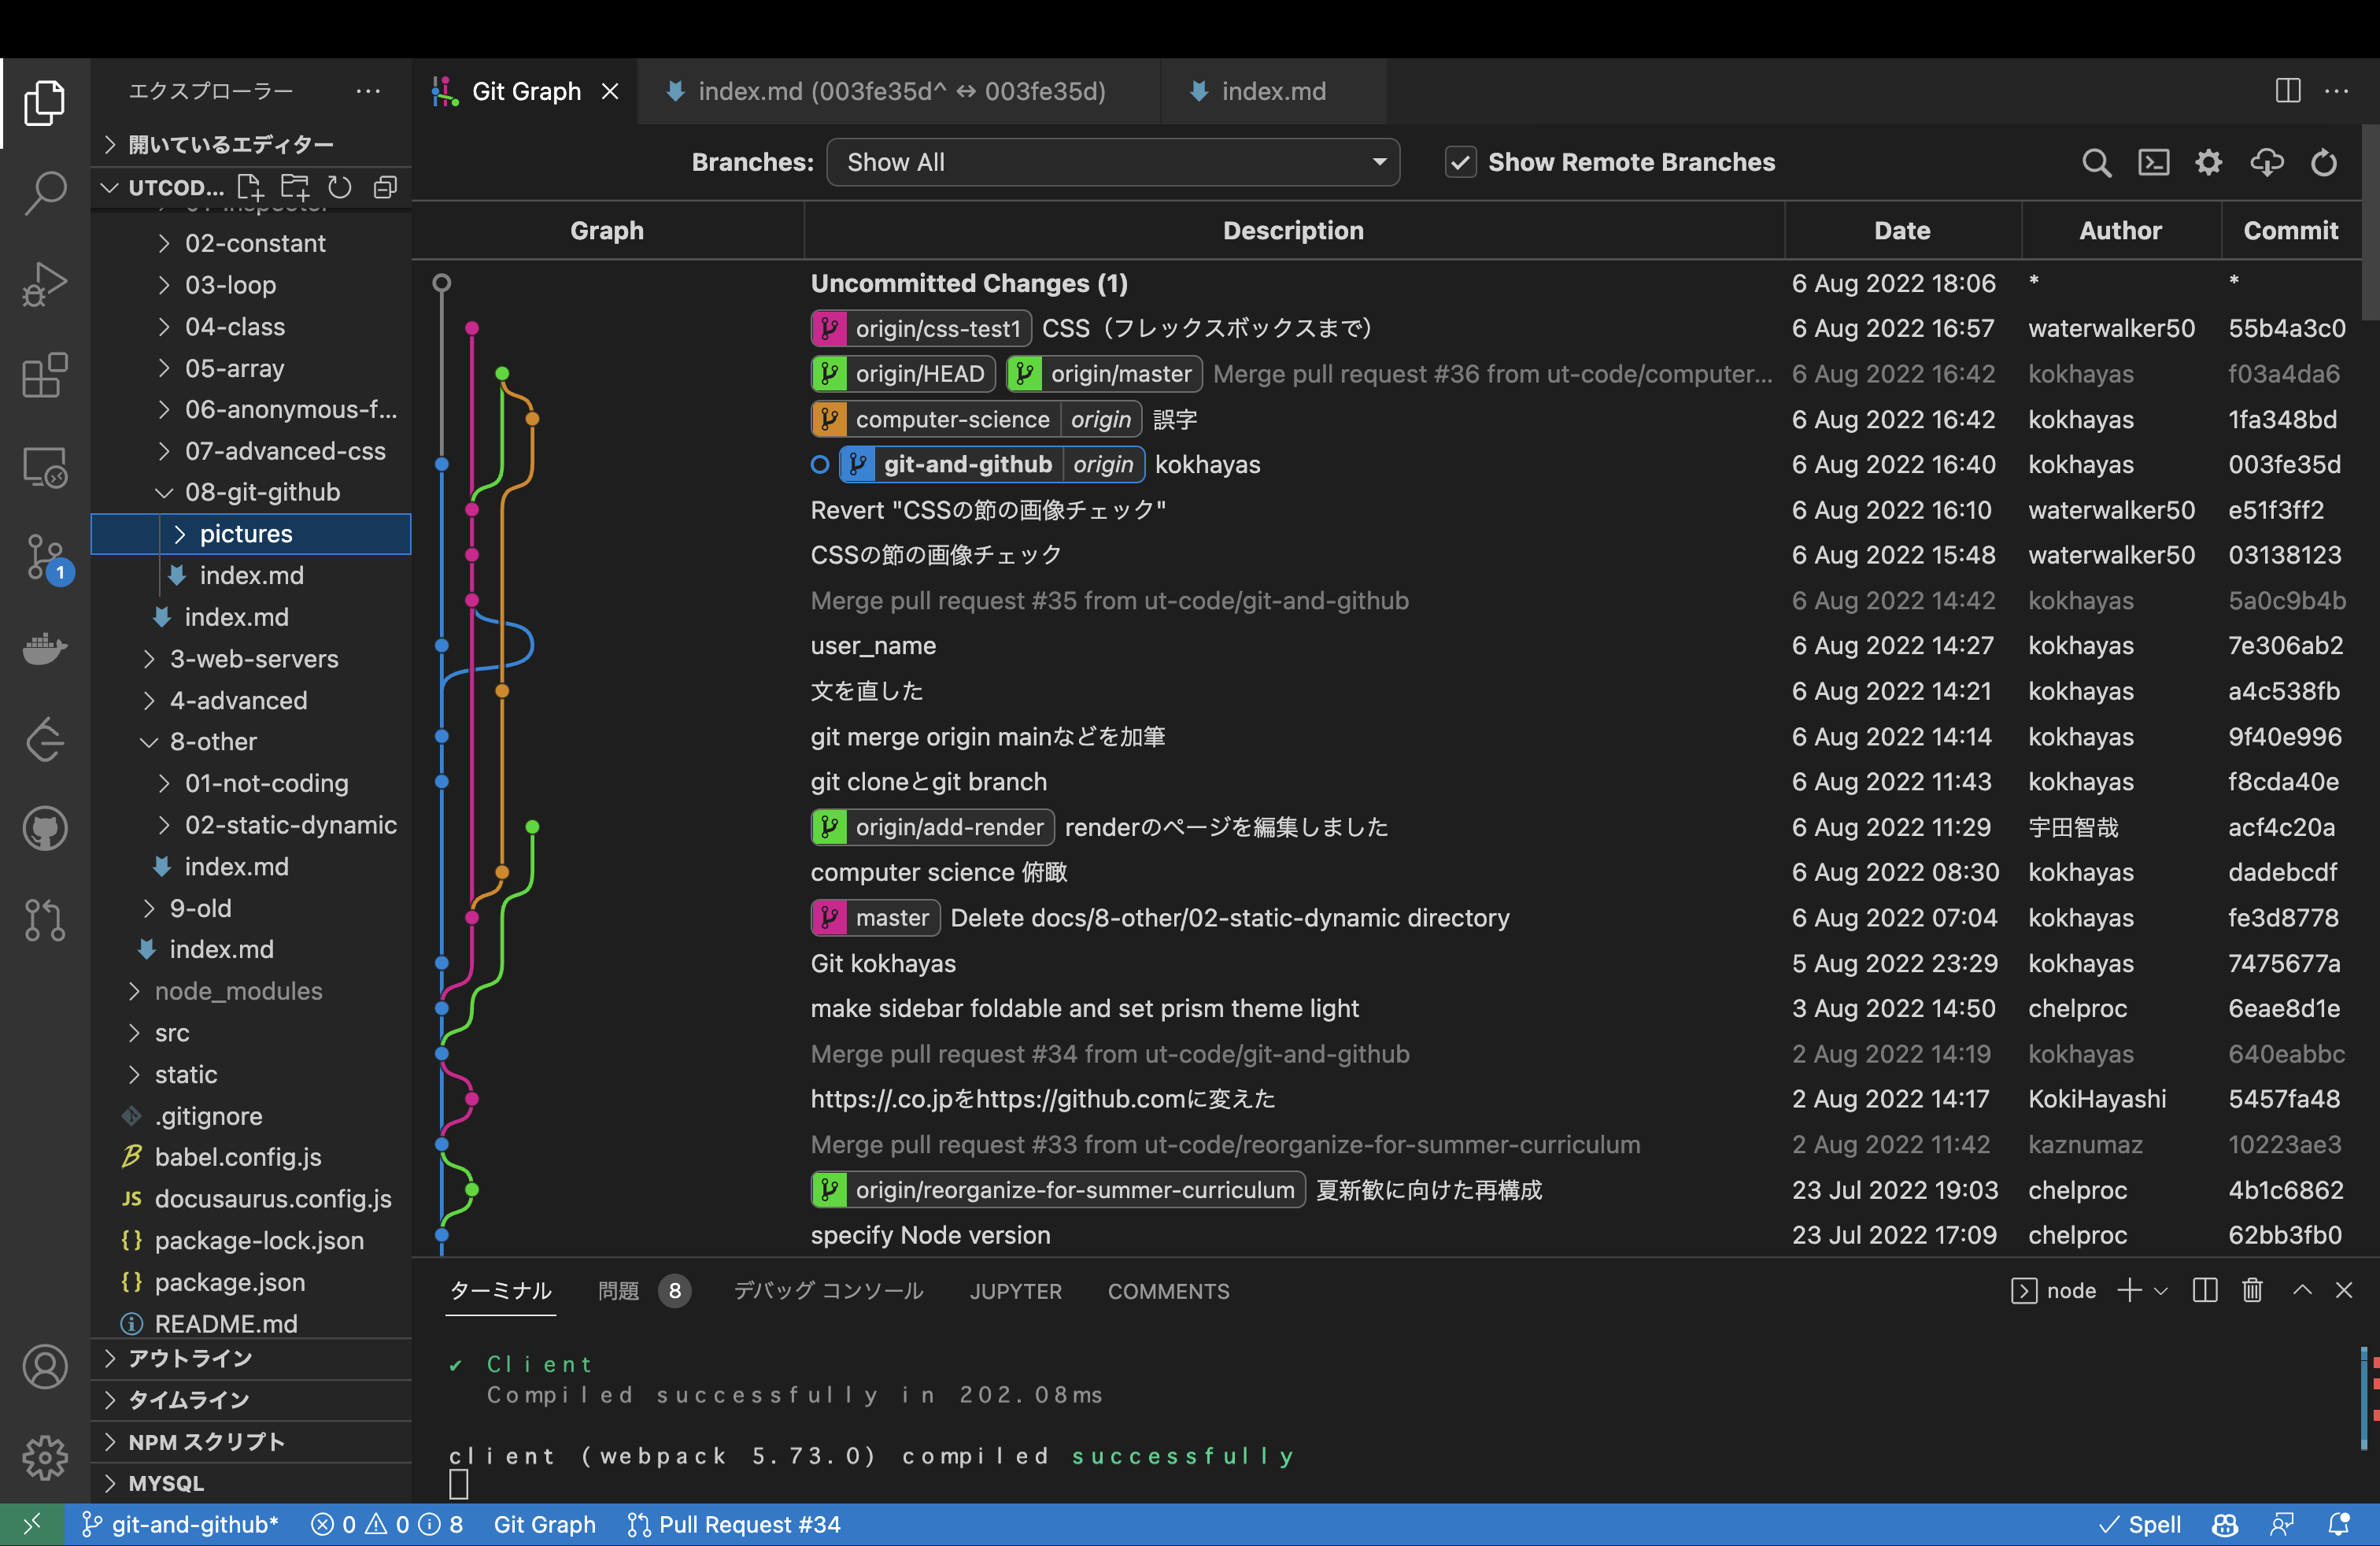 エクスプローラー
開いているエディター
UTCOD...
02-constant
03-loop
04-class
05-array
06-anonymous-f...
07-advanced-css
08-git-github
pictures
index.md
index.md
3-web-servers
4-advanced
8-other
01-not-coding
02-static-dynamic
index.md
9-old
index.md
node_modules
src
static
.gitignore
babel.config.js
JS docusaurus.config.js
{} package-lock.json
{} package.json
README.md
アウトライン
タイムライン
NPM スクリプト
MYSQL
1
Git Graph
index.md (003fe35d^ ↔ 003fe35d)
index.md
Branches: Show All Show Remote Branches
Graph Description Date Author Commit
Uncommitted Changes (1) 6 Aug 2022 18:06 * *
origin/css-test1 CSS（フレックスボックスまで） 6 Aug 2022 16:57 waterwalker50 55b4a3c0
origin/HEAD origin/master Merge pull request #36 from ut-code/computer... 6 Aug 2022 16:42 kokhayas f03a4da6
computer-science origin 誤字 6 Aug 2022 16:42 kokhayas 1fa348bd
git-and-github origin kokhayas 6 Aug 2022 16:40 kokhayas 003fe35d
Revert "CSSの節の画像チェック" 6 Aug 2022 16:10 waterwalker50 e51f3ff2
CSSの節の画像チェック 6 Aug 2022 15:48 waterwalker50 03138123
Merge pull request #35 from ut-code/git-and-github 6 Aug 2022 14:42 kokhayas 5a0c9b4b
user_name 6 Aug 2022 14:27 kokhayas 7e306ab2
文を直した 6 Aug 2022 14:21 kokhayas a4c538fb
git merge origin mainなどを加筆 6 Aug 2022 14:14 kokhayas 9f40e996
git cloneとgit branch 6 Aug 2022 11:43 kokhayas f8cda40e
origin/add-render renderのページを編集しました 6 Aug 2022 11:29 宇田智哉 acf4c20a
computer science 俯瞰 6 Aug 2022 08:30 kokhayas dadebcdf
master Delete docs/8-other/02-static-dynamic directory 6 Aug 2022 07:04 kokhayas fe3d8778
Git kokhayas 5 Aug 2022 23:29 kokhayas 7475677a
make sidebar foldable and set prism theme light 3 Aug 2022 14:50 chelproc 6eae8d1e
Merge pull request #34 from ut-code/git-and-github 2 Aug 2022 14:19 kokhayas 640eabbc
https://.co.jpをhttps://github.comに変えた 2 Aug 2022 14:17 KokiHayashi 5457fa48
Merge pull request #33 from ut-code/reorganize-for-summer-curriculum 2 Aug 2022 11:42 kaznumaz 10223ae3
origin/reorganize-for-summer-curriculum 夏新歓に向けた再構成 23 Jul 2022 19:03 chelproc 4b1c6862
specify Node version 23 Jul 2022 17:09 chelproc 62bb3fb0
ターミナル 問題 8 デバッグ コンソール JUPYTER COMMENTS node
✔ Client
Compiled successfully in 202.08ms
client (webpack 5.73.0) compiled successfully
git-and-github* 0 0 8 Git Graph Pull Request #34 Spell